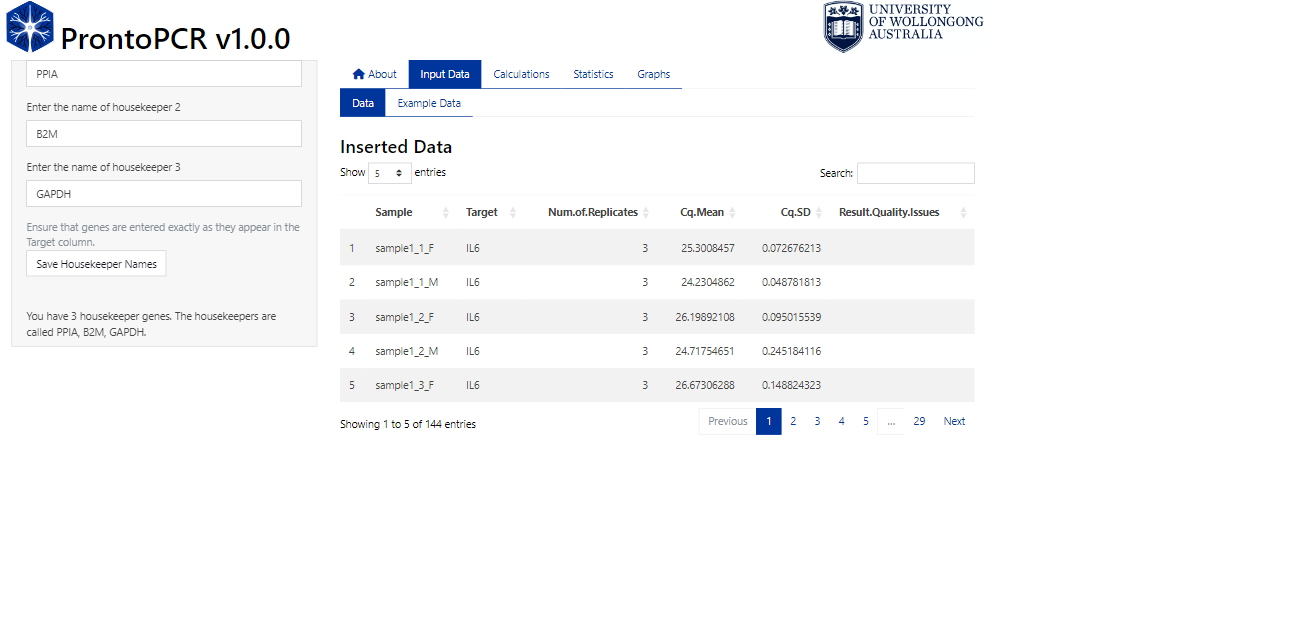 ProntoPCR v1.0.0
UNIVERSITY
OF WOLLONGONG
AUSTRALIA
PPIA
Enter the name of housekeeper 2
B2M
Enter the name of housekeeper 3
GAPDH
Ensure that genes are entered exactly as they appear in the
Target column.
Save Housekeeper Names
You have 3 housekeeper genes. The housekeepers are
called PPIA, B2M, GAPDH.
About Input Data Calculations Statistics Graphs
Data Example Data
Inserted Data
Show 5 entries Search:
Sample Target Num.of.Replicates Cq.Mean Cq.SD Result.Quality.Issues
1 sample1_1_F IL6 3 25.3008457 0.072676213
2 sample1_1_M IL6 3 24.2304862 0.048781813
3 sample1_2_F IL6 3 26.19892108 0.095015539
4 sample1_2_M IL6 3 24.71754651 0.245184116
5 sample1_3_F IL6 3 26.67306288 0.148824323
Showing 1 to 5 of 144 entries Previous 1 2 3 4 5 ... 29 Next